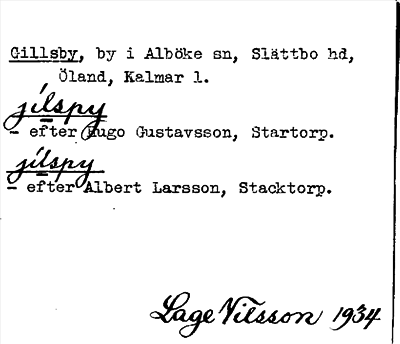 Gillsby, by i Alböke sn, Slättbo hd,
Öland, Kalmar l.
jílspy
- efter Hugo Gustavsson, Startorp.
jílspy
- efter Albert Larsson, Stacktorp.
Lage Nilsson 1934